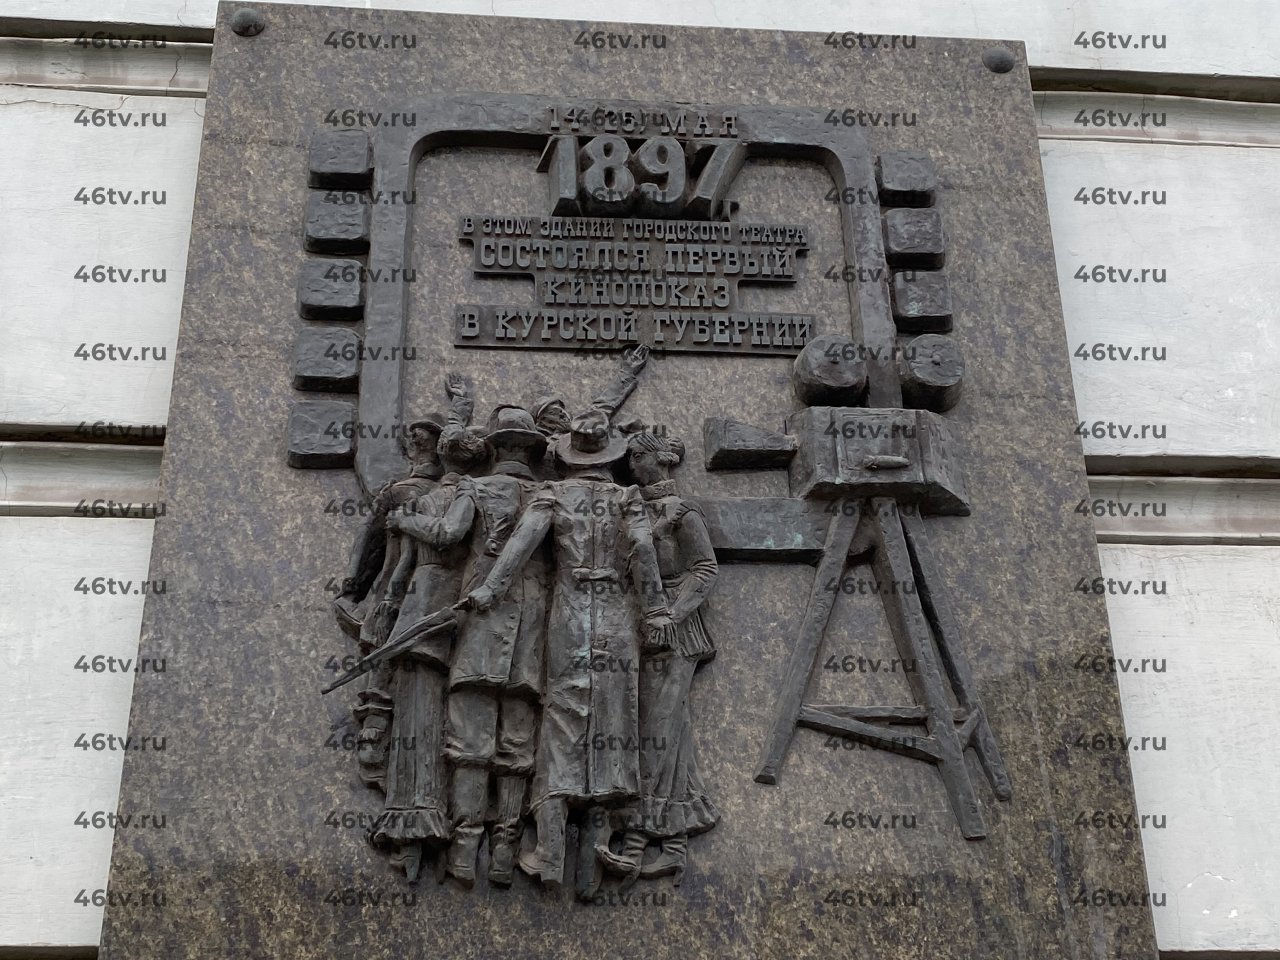 14 (26) МАЯ
1897 г.
В ЭТОМ ЗДАНИИ ГОРОДСКОГО ТЕАТРА
СОСТОЯЛСЯ ПЕРВЫЙ
КИНОПОКАЗ
В КУРСКОЙ ГУБЕРНИИ
46tv.ru